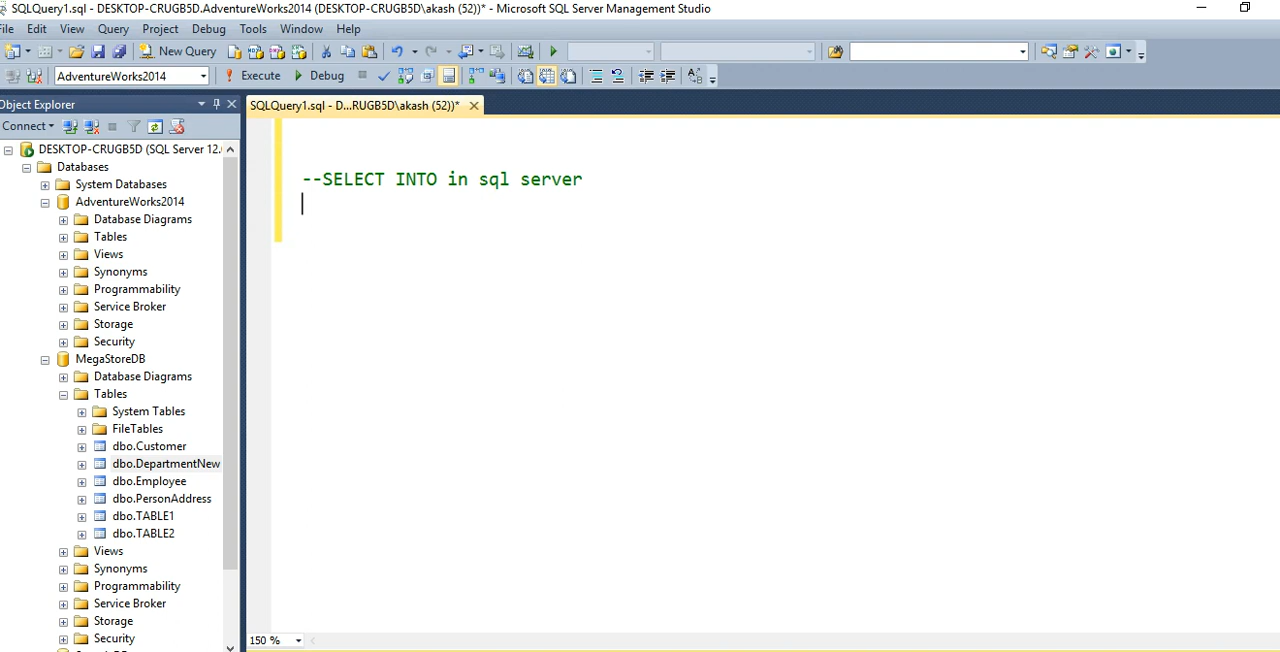 SQLQuery1.sql - DESKTOP-CRUGB5D.AdventureWorks2014 (DESKTOP-CRUGB5D\akash (52))* - Microsoft SQL Server Management Studio
ile Edit View Query Project Debug Tools Window Help
New Query
AdventureWorks2014 Execute Debug
Object Explorer
SQLQuery1.sql - D...RUGB5D\akash (52))*
Connect
DESKTOP-CRUGB5D (SQL Server 12.
Databases
System Databases
AdventureWorks2014
Database Diagrams
Tables
Views
Synonyms
Programmability
Service Broker
Storage
Security
MegaStoreDB
Database Diagrams
Tables
System Tables
FileTables
dbo.Customer
dbo.DepartmentNew
dbo.Employee
dbo.PersonAddress
dbo.TABLE1
dbo.TABLE2
Views
Synonyms
Programmability
Service Broker
Storage
Security
--SELECT INTO in sql server
150 %